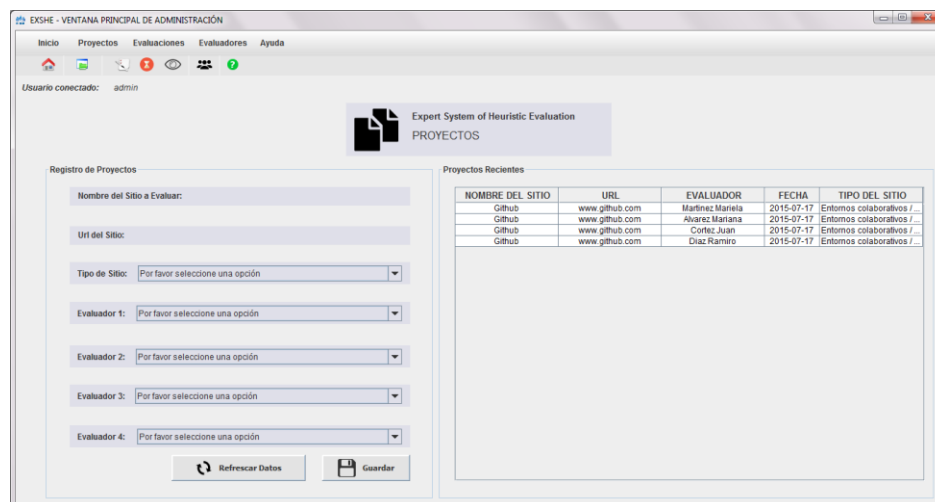 EXSHE - VENTANA PRINCIPAL DE ADMINISTRACIÓN
Inicio Proyectos Evaluaciones Evaluadores Ayuda
Usuario conectado: admin
Expert System of Heuristic Evaluation
PROYECTOS
Registro de Proyectos
Nombre del Sitio a Evaluar:
Url del Sitio:
Tipo de Sitio: Por favor seleccione una opción
Evaluador 1: Por favor seleccione una opción
Evaluador 2: Por favor seleccione una opción
Evaluador 3: Por favor seleccione una opción
Evaluador 4: Por favor seleccione una opción
Refrescar Datos Guardar
Proyectos Recientes
NOMBRE DEL SITIO URL EVALUADOR FECHA TIPO DEL SITIO
Github www.github.com Martinez Mariela 2015-07-17 Entornos colaborativos / ...
Github www.github.com Alvarez Mariana 2015-07-17 Entornos colaborativos / ...
Github www.github.com Cortez Juan 2015-07-17 Entornos colaborativos / ...
Github www.github.com Diaz Ramiro 2015-07-17 Entornos colaborativos / ...